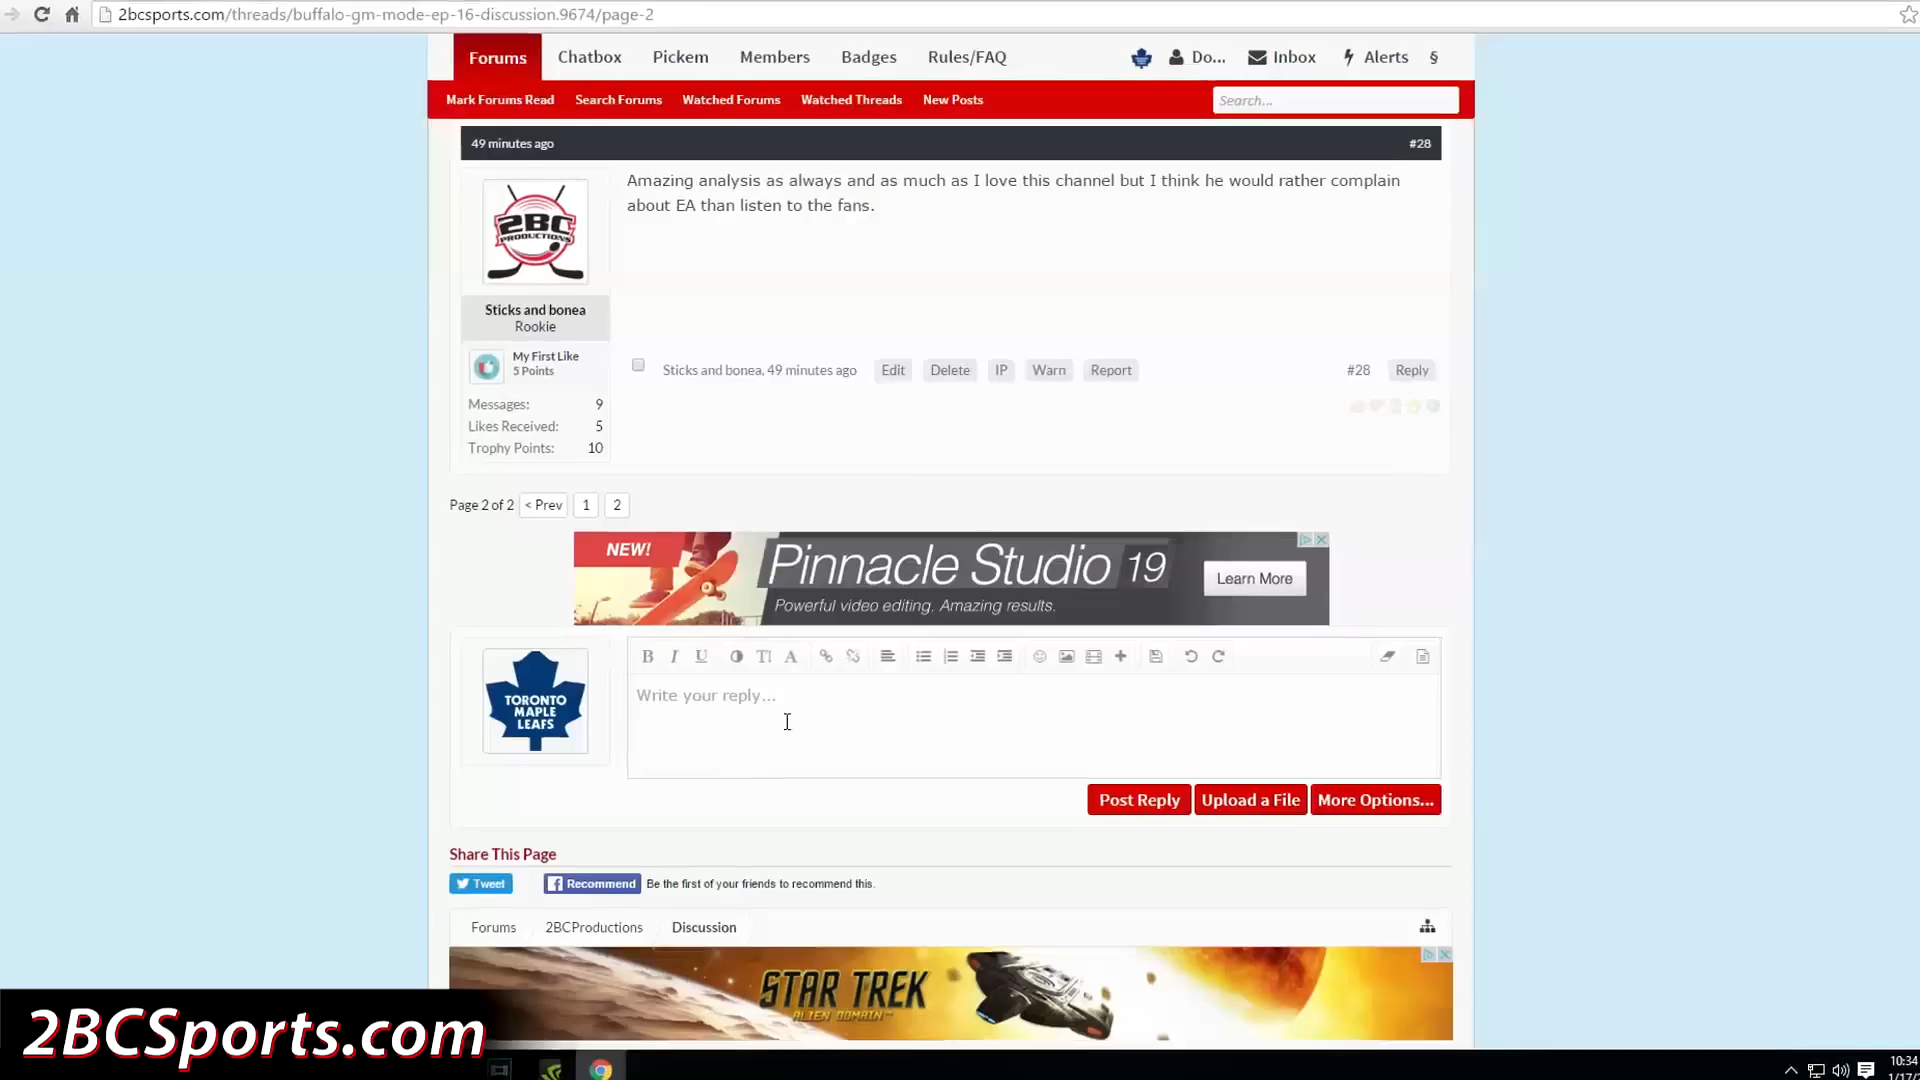 2bcsports.com/threads/buffalo-gm-mode-ep-16-discussion.9674/page-2
Forums Chatbox Pickem Members Badges Rules/FAQ Do... Inbox Alerts §
Mark Forums Read Search Forums Watched Forums Watched Threads New Posts Search...
49 minutes ago #28
Amazing analysis as always and as much as I love this channel but I think he would rather complain
about EA than listen to the fans.
2BC
PRODUCTIONS
Sticks and bonea
Rookie
My First Like
5 Points
Sticks and bonea, 49 minutes ago Edit Delete IP Warn Report #28 Reply
Messages: 9
Likes Received: 5
Trophy Points: 10
Page 2 of 2 < Prev 1 2
NEW!
Pinnacle Studio 19
Powerful video editing. Amazing results.
Learn More
B I U
TORONTO
MAPLE
LEAFS
Write your reply...
Post Reply Upload a File More Options...
Share This Page
Tweet Recommend Be the first of your friends to recommend this.
Forums 2BCProductions Discussion
STAR TREK
ALIEN DOMAIN™
2BCSports.com
10:34